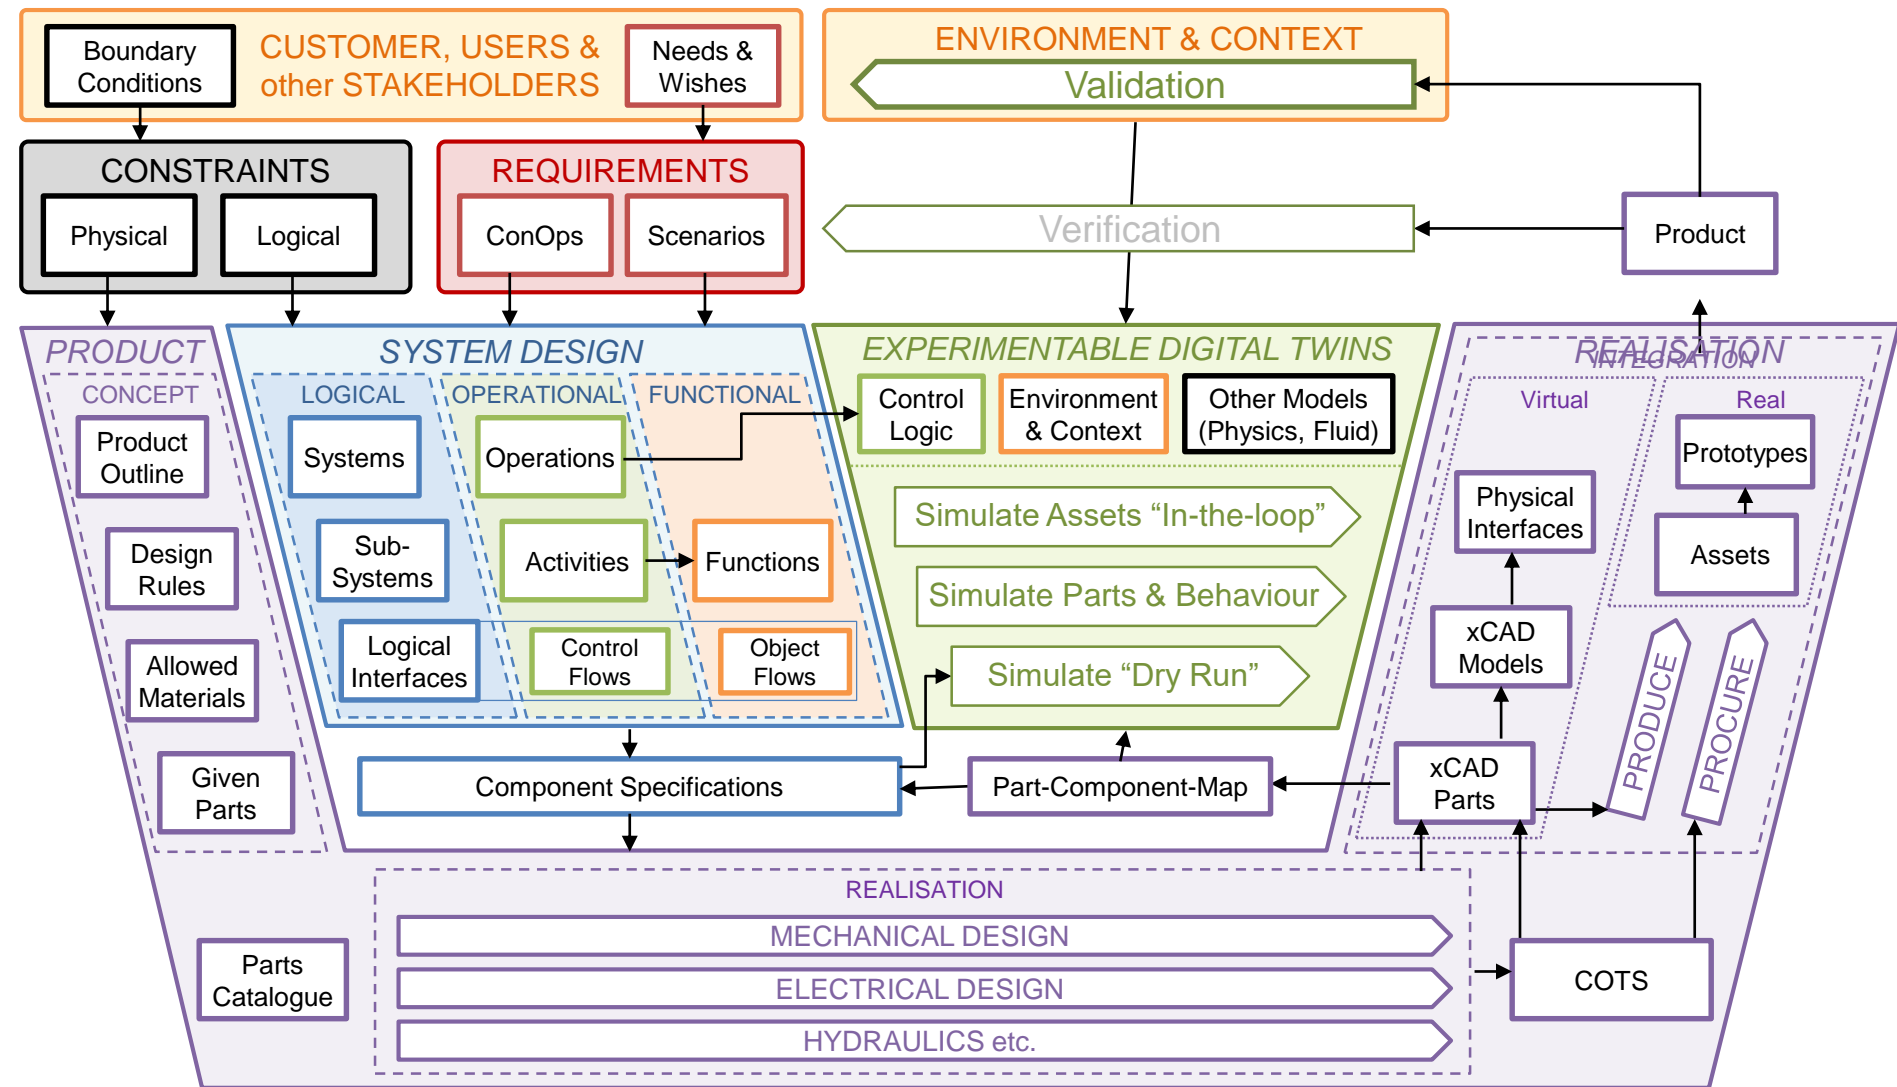 Boundary
Conditions
CUSTOMER, USERS &
other STAKEHOLDERS
Needs &
Wishes
ENVIRONMENT & CONTEXT
Validation
CONSTRAINTS
Physical
Logical
REQUIREMENTS
ConOps
Scenarios
Verification
Product
PRODUCT
CONCEPT
Product
Outline
Design
Rules
Allowed
Materials
Given
Parts
Parts
Catalogue
SYSTEM DESIGN
LOGICAL
OPERATIONAL
FUNCTIONAL
Systems
Operations
Sub-
Systems
Activities
Functions
Logical
Interfaces
Control
Flows
Object
Flows
Component Specifications
Part-Component-Map
EXPERIMENTABLE DIGITAL TWINS
Control
Logic
Environment
& Context
Other Models
(Physics, Fluid)
Simulate Assets “In-the-loop”
Simulate Parts & Behaviour
Simulate “Dry Run”
REALISATION
INTEGRATION
Virtual
Real
Prototypes
Physical
Interfaces
Assets
xCAD
Models
xCAD
Parts
PRODUCE
PROCURE
REALISATION
MECHANICAL DESIGN
ELECTRICAL DESIGN
HYDRAULICS etc.
COTS